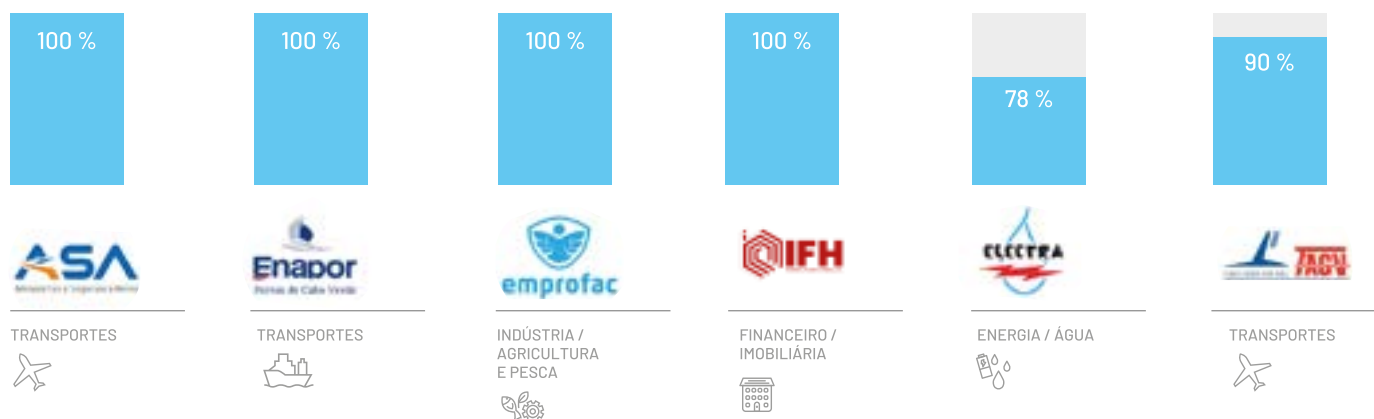 100 %
100 %
100 %
100 %
78 %
90 %
ASA
Enapor
Portos de Cabo Verde
emprofac
IFH
ELECTRA
TACV
TRANSPORTES
TRANSPORTES
INDÚSTRIA /
AGRICULTURA
E PESCA
FINANCEIRO /
IMOBILIÁRIA
ENERGIA / ÁGUA
TRANSPORTES